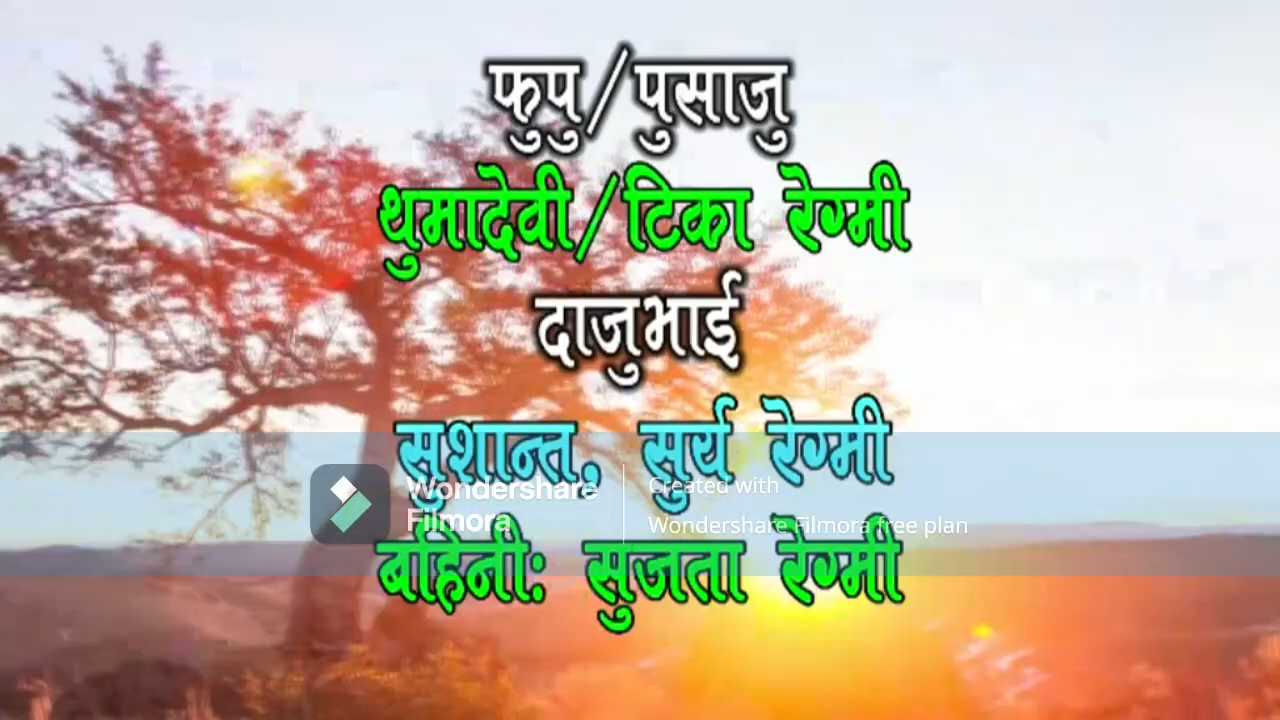 फुपु/पुसाजु
थुमादेवी/टिका रेग्मी
दाजुभाई
सुशान्त, सुर्य रेग्मी
Wondershare
Filmora
Created with
Wondershare Filmora free plan
बहिनी: सुजता रेग्मी